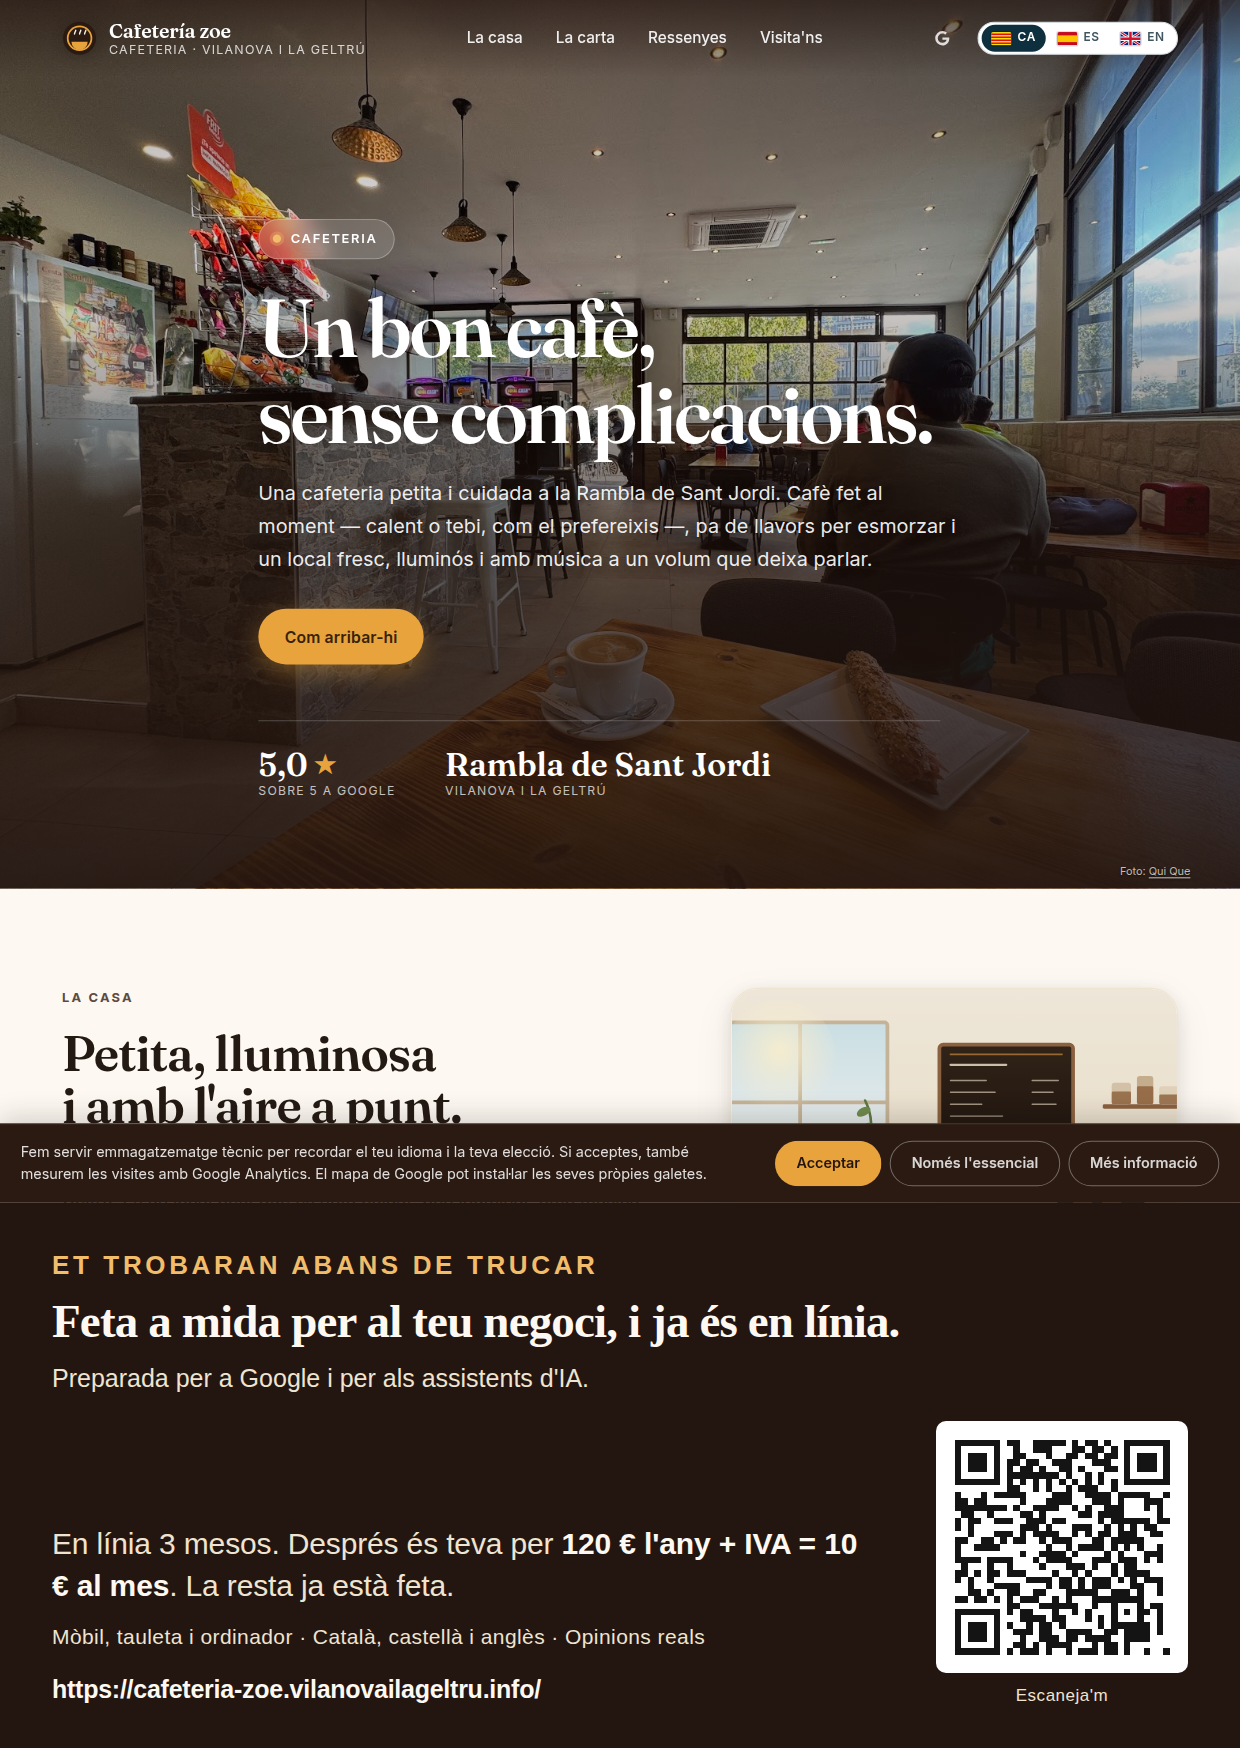 Cafetería zoe
CAFETERIA · VILANOVA I LA GELTRÚ
La casa
La carta
Ressenyes
Visita'ns
G
CA
ES
EN
CAFETERIA
Un bon cafè,
sense complicacions.
Una cafeteria petita i cuidada a la Rambla de Sant Jordi. Cafè fet al
moment — calent o tebi, com el prefereixis —, pa de llavors per esmorzar i
un local fresc, lluminós i amb música a un volum que deixa parlar.
Com arribar-hi
5,0 ★
SOBRE 5 A GOOGLE
Rambla de Sant Jordi
VILANOVA I LA GELTRÚ
Foto: Qui Que
LA CASA
Petita, lluminosa
i amb l'aire a punt.
Fem servir emmagatzematge tècnic per recordar el teu idioma i la teva elecció. Si acceptes, també
mesurem les visites amb Google Analytics. El mapa de Google pot instal·lar les seves pròpies galetes.
Acceptar
Només l'essencial
Més informació
ET TROBARAN ABANS DE TRUCAR
Feta a mida per al teu negoci, i ja és en línia.
Preparada per a Google i per als assistents d'IA.
En línia 3 mesos. Després és teva per 120 € l'any + IVA = 10
€ al mes. La resta ja està feta.
Mòbil, tauleta i ordinador · Català, castellà i anglès · Opinions reals
https://cafeteria-zoe.vilanovailageltru.info/
Escaneja'm